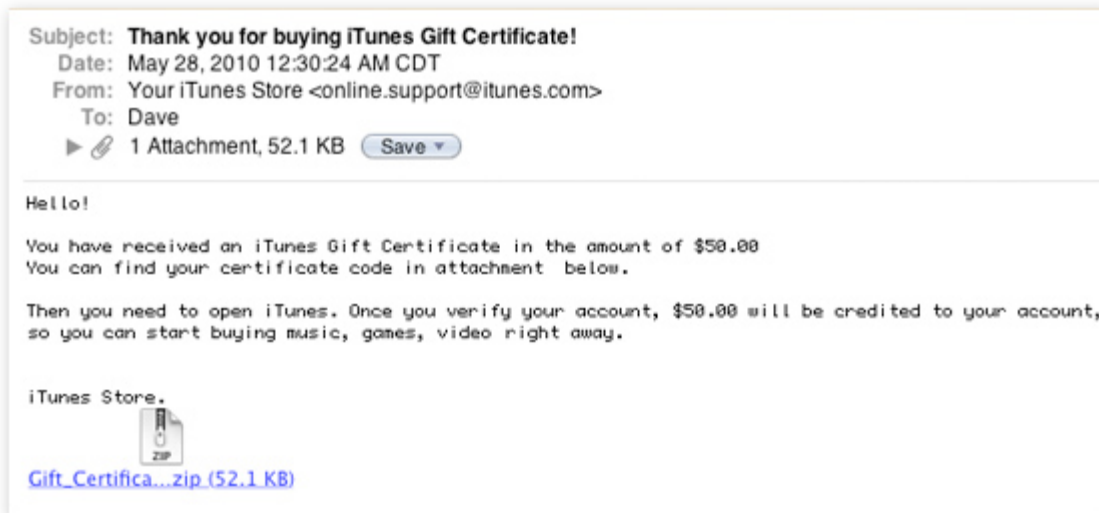 Subject: Thank you for buying iTunes Gift Certificate!
Date: May 28, 2010 12:30:24 AM CDT
From: Your iTunes Store <online.support@itunes.com>
To: Dave
1 Attachment, 52.1 KB Save
Hello!
You have received an iTunes Gift Certificate in the amount of $50.00
You can find your certificate code in attachment  below.
Then you need to open iTunes. Once you verify your account, $50.00 will be credited to your account,
so you can start buying music, games, video right away.
iTunes Store.
ZIP
Gift_Certifica...zip (52.1 KB)